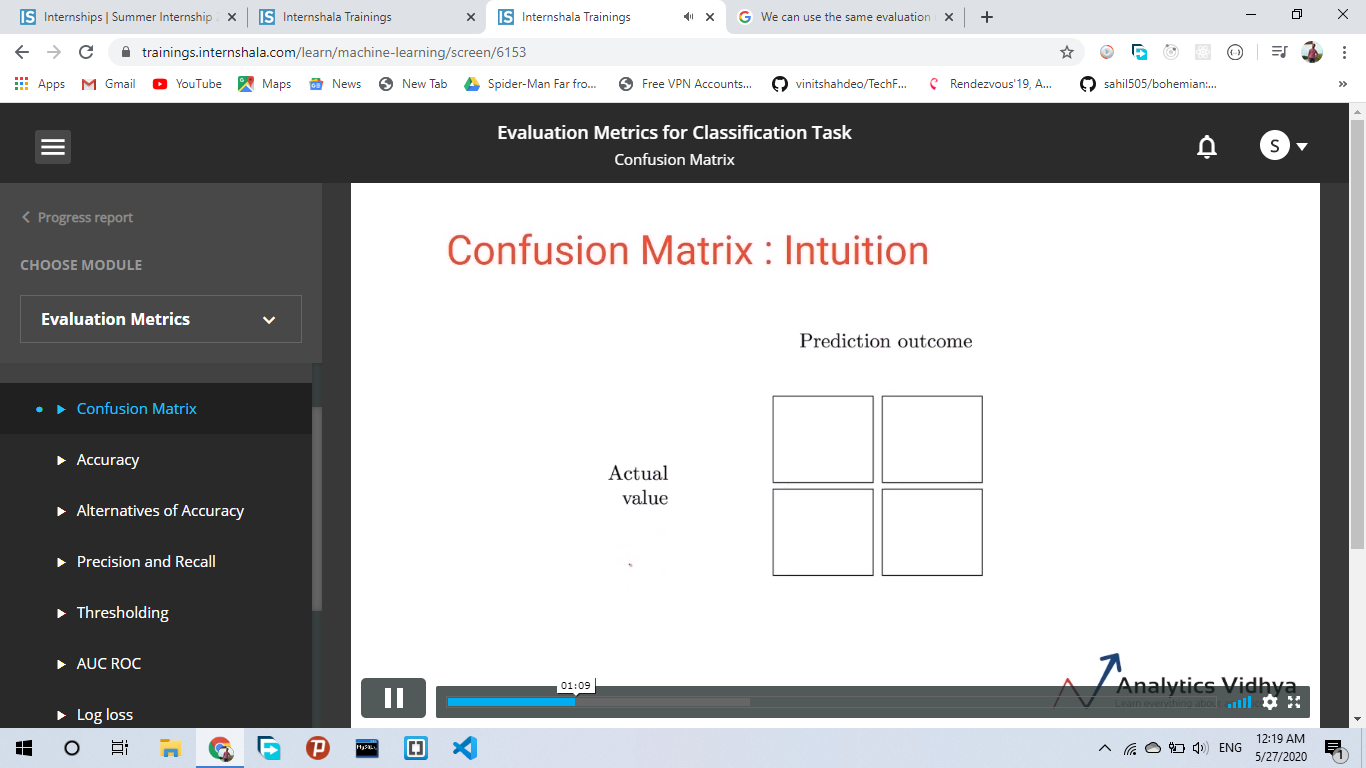 Internships | Summer Internship
Internshala Trainings
Internshala Trainings
We can use the same evaluation
trainings.internshala.com/learn/machine-learning/screen/6153
Apps
Gmail
YouTube
Maps
News
New Tab
Spider-Man Far fro...
Free VPN Accounts...
vinitshahdeo/TechF...
Rendezvous'19, A...
sahil505/bohemian:...
Evaluation Metrics for Classification Task
Confusion Matrix
S
Progress report
CHOOSE MODULE
Evaluation Metrics
Confusion Matrix
Accuracy
Alternatives of Accuracy
Precision and Recall
Thresholding
AUC ROC
Log loss
Confusion Matrix : Intuition
Prediction outcome
Actual
value
01:09
Analytics Vidhya
Learn everything about
ENG
12:19 AM
5/27/2020
1